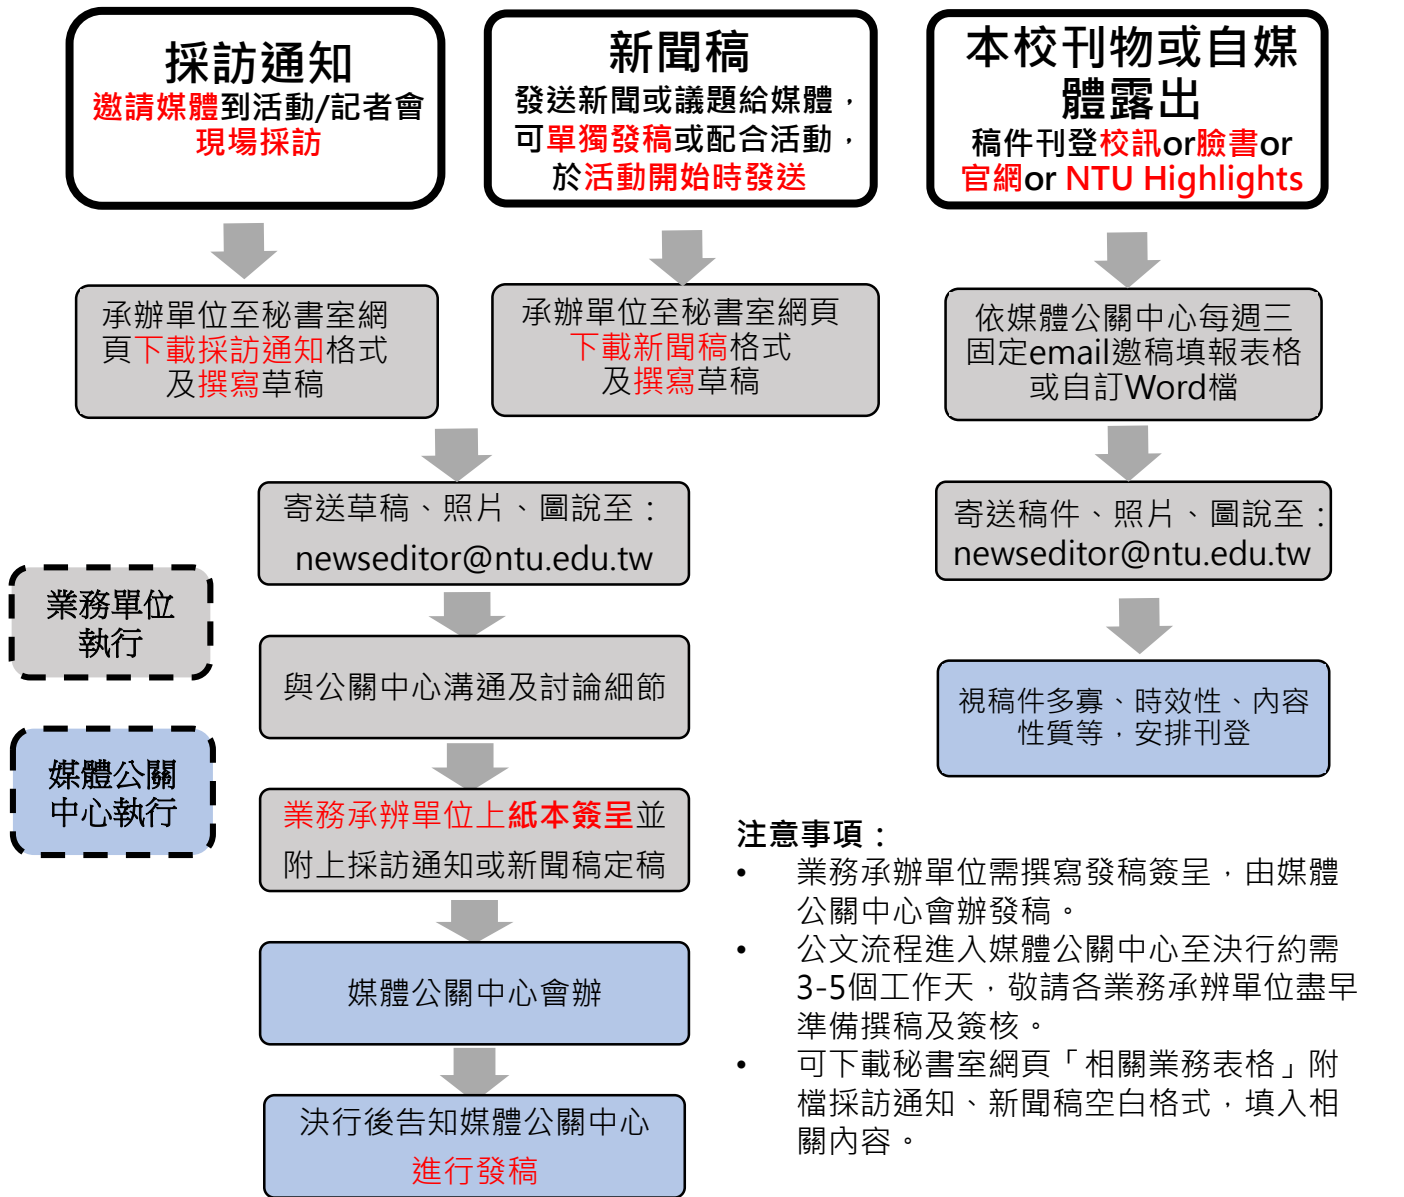 採訪通知
邀請媒體到活動/記者會
現場採訪
新聞稿
發送新聞或議題給媒體，
可單獨發稿或配合活動，
於活動開始時發送
本校刊物或自媒
體露出
稿件刊登校訊or臉書or
官網or NTU Highlights
承辦單位至秘書室網
頁下載採訪通知格式
及撰寫草稿
承辦單位至秘書室網頁
下載新聞稿格式
及撰寫草稿
依媒體公關中心每週三
固定email邀稿填報表格
或自訂Word檔
寄送草稿、照片、圖說至：
newseditor@ntu.edu.tw
寄送稿件、照片、圖說至：
newseditor@ntu.edu.tw
業務單位
執行
與公關中心溝通及討論細節
視稿件多寡、時效性、內容
性質等，安排刊登
媒體公關
中心執行
業務承辨單位上紙本簽呈並
附上採訪通知或新聞稿定稿
媒體公關中心會辦
決行後告知媒體公關中心
進行發稿
注意事項：
• 業務承辦單位需撰寫發稿簽呈，由媒體
公關中心會辦發稿。
• 公文流程進入媒體公關中心至決行約需
3-5個工作天，敬請各業務承辨單位盡早
準備撰稿及簽核。
• 可下載秘書室網頁「相關業務表格」附
檔採訪通知、新聞稿空白格式，填入相
關內容。